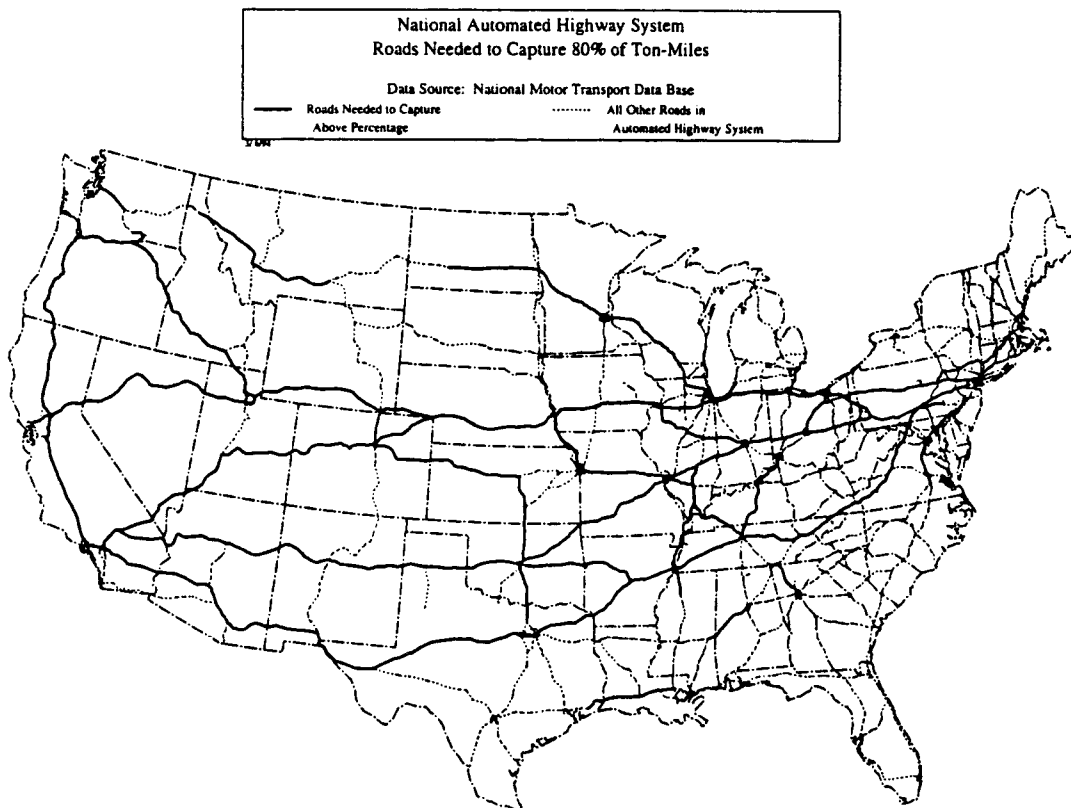 National Automated Highway System
Roads Needed to Capture 80% of Ton-Miles
Data Source: National Motor Transport Data Base
Roads Needed to Capture
Above Percentage
All Other Roads in
Automated Highway System